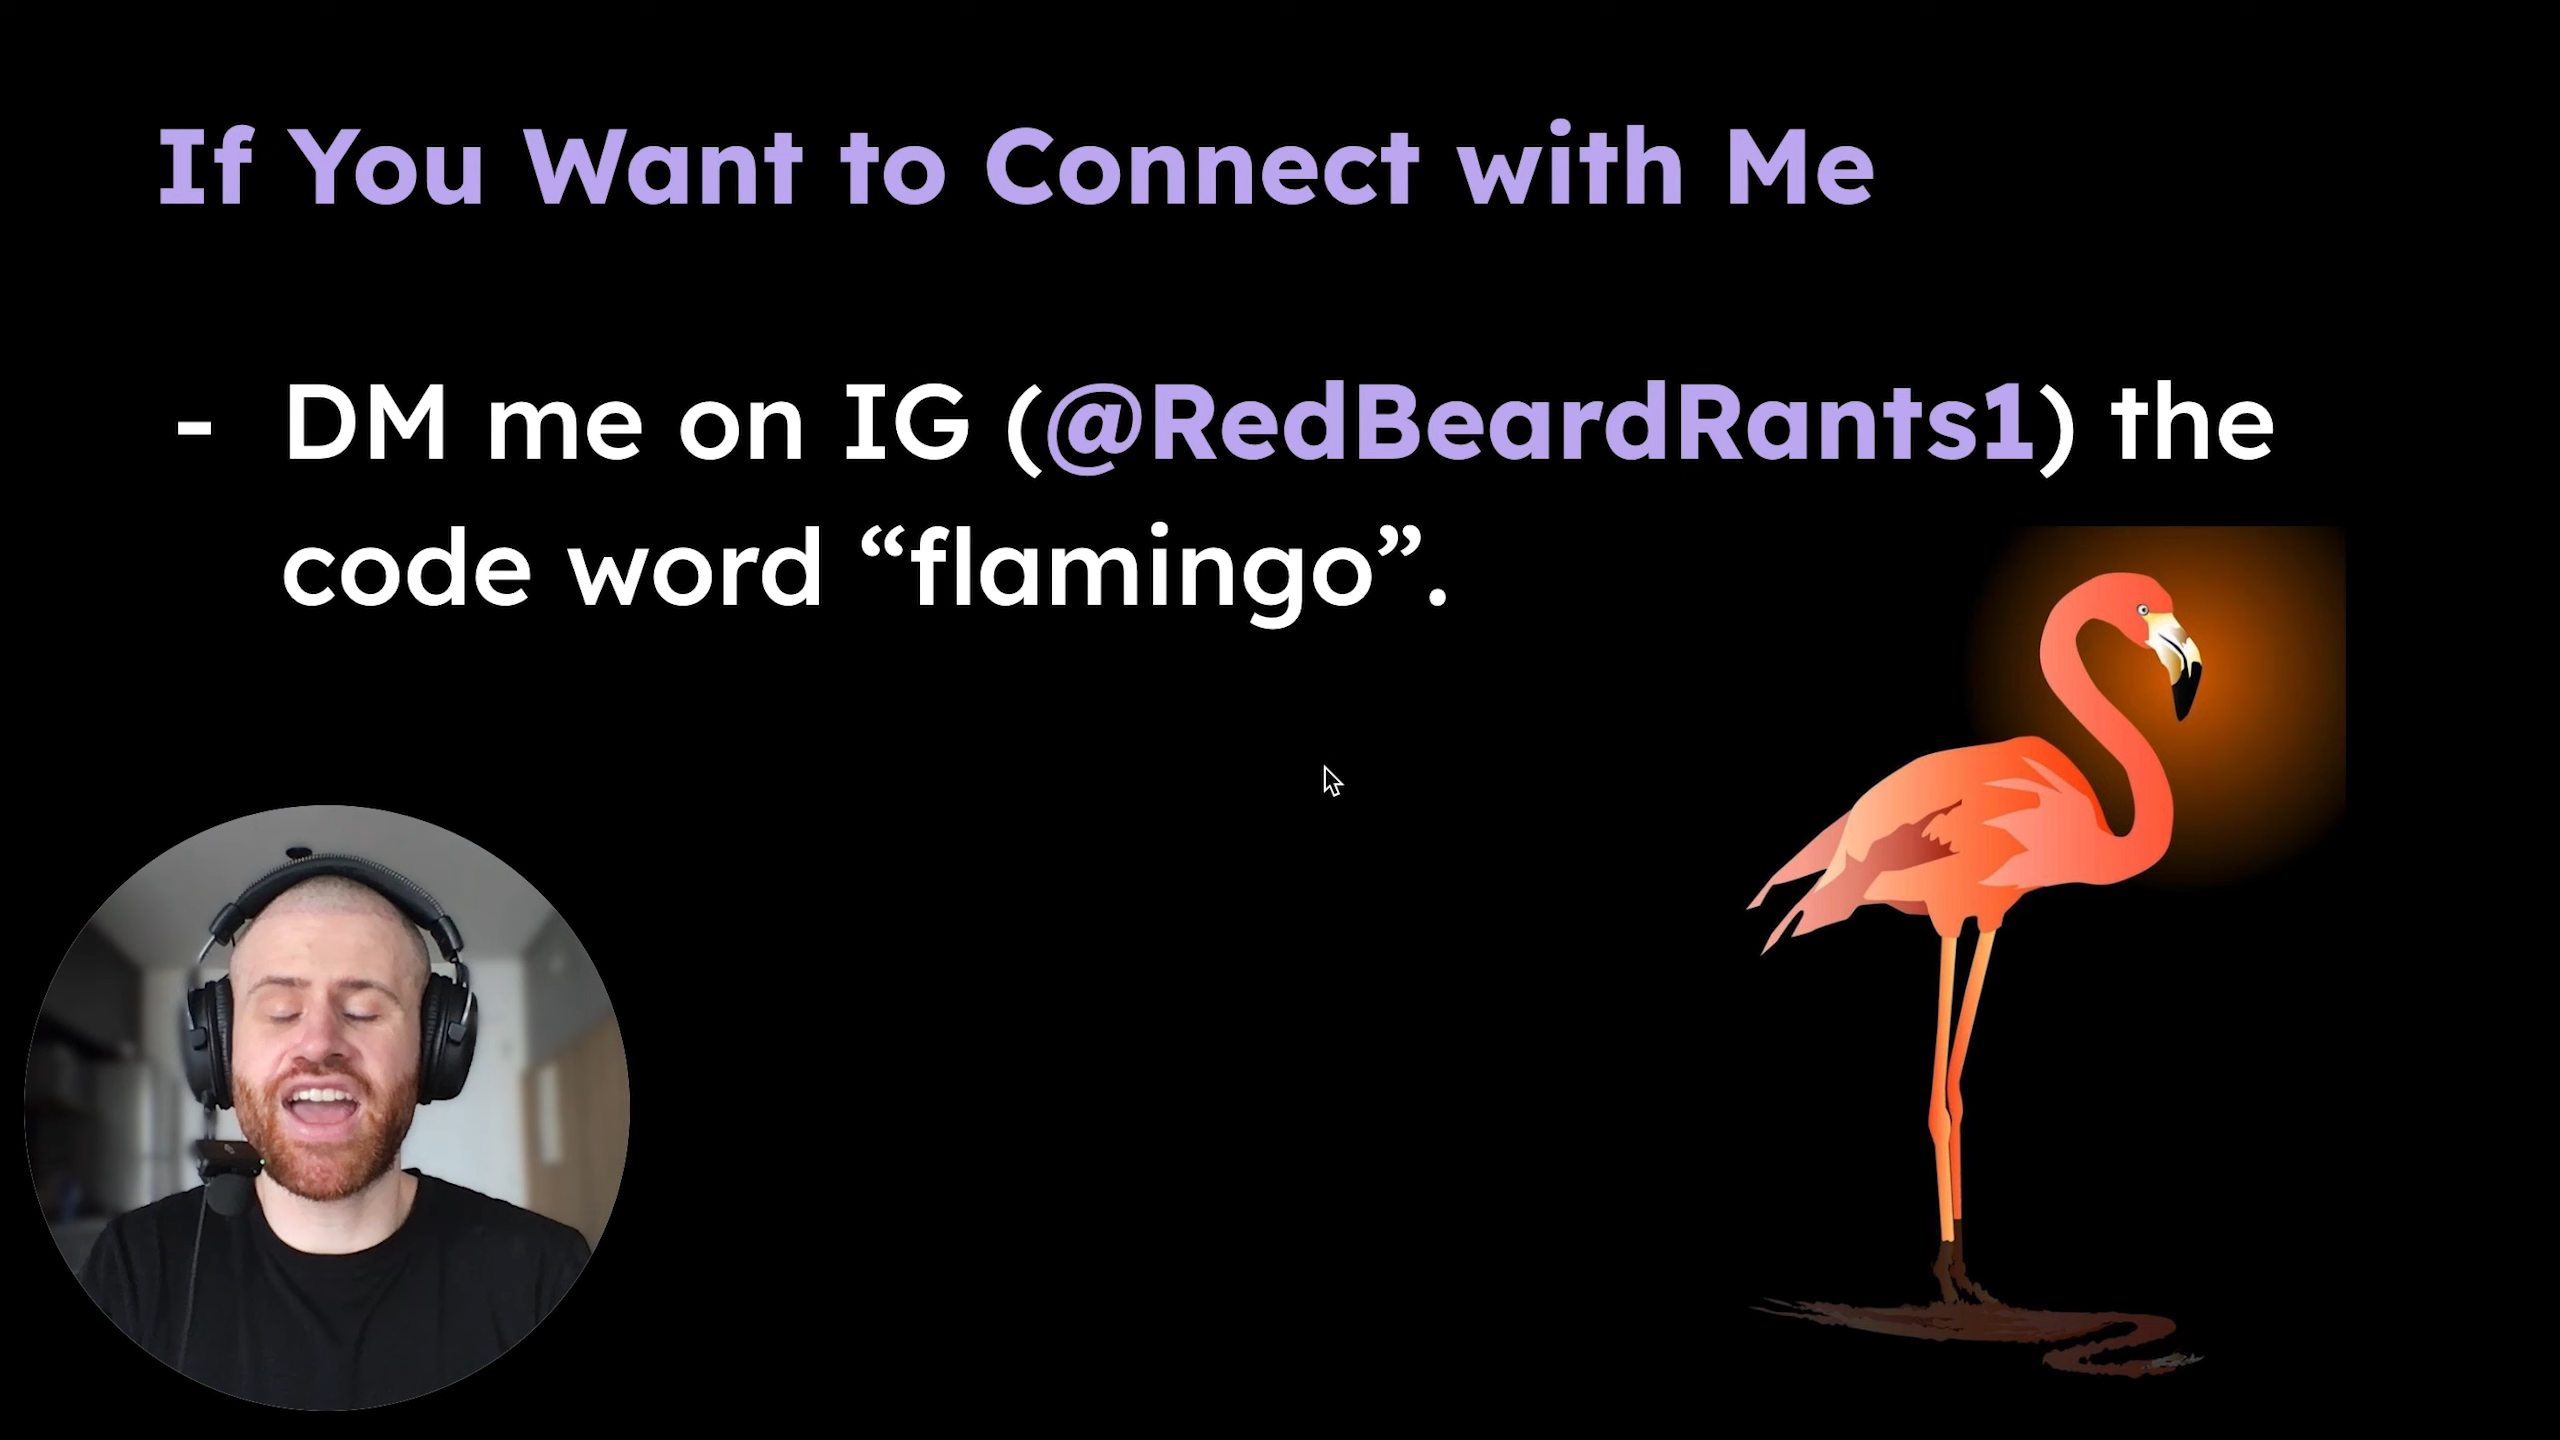 If You Want to Connect with Me
- DM me on IG (@RedBeardRants1) the
code word “flamingo”.